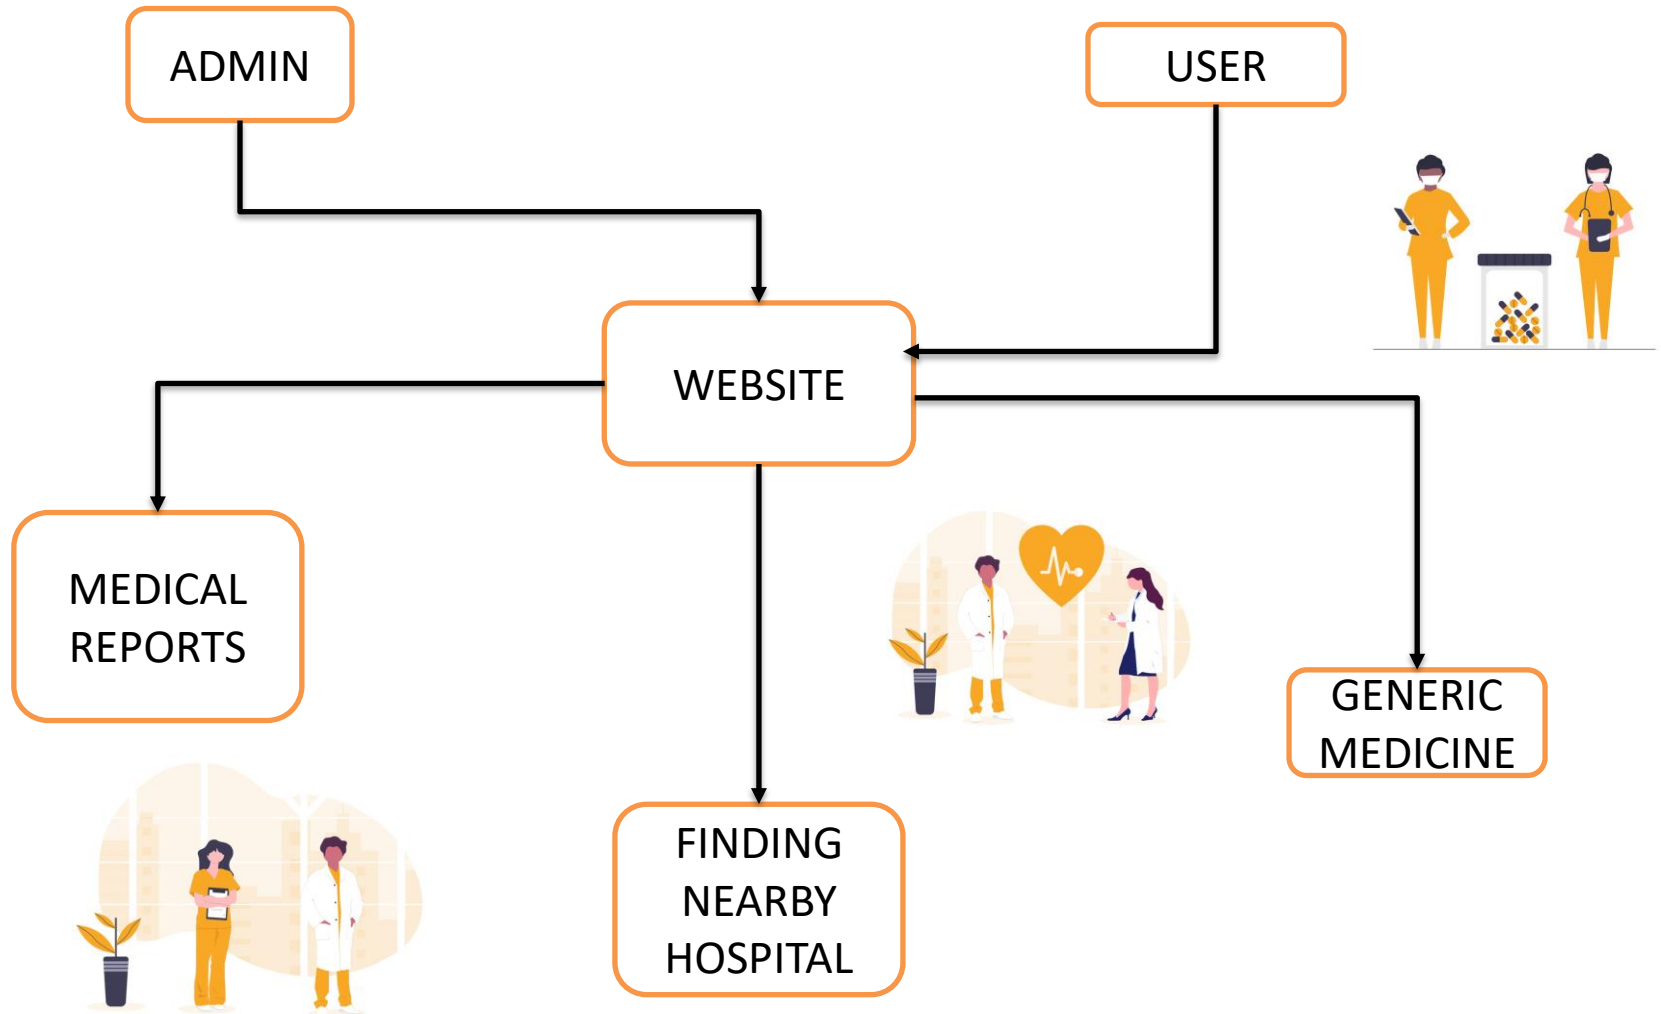 ADMIN
USER
WEBSITE
MEDICAL
REPORTS
GENERIC
MEDICINE
FINDING
NEARBY
HOSPITAL